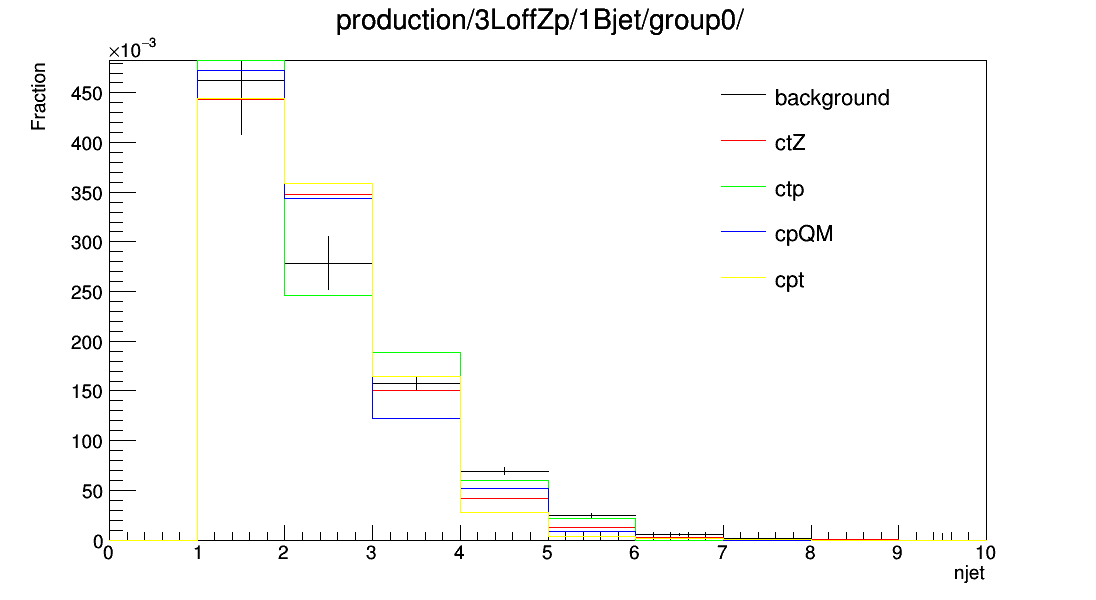 production/3LoffZp/1Bjet/group0/
×10−3
Fraction
450
400
350
300
250
200
150
100
50
0
background
ctZ
ctp
cpQM
cpt
0 1 2 3 4 5 6 7 8 9 10
njet